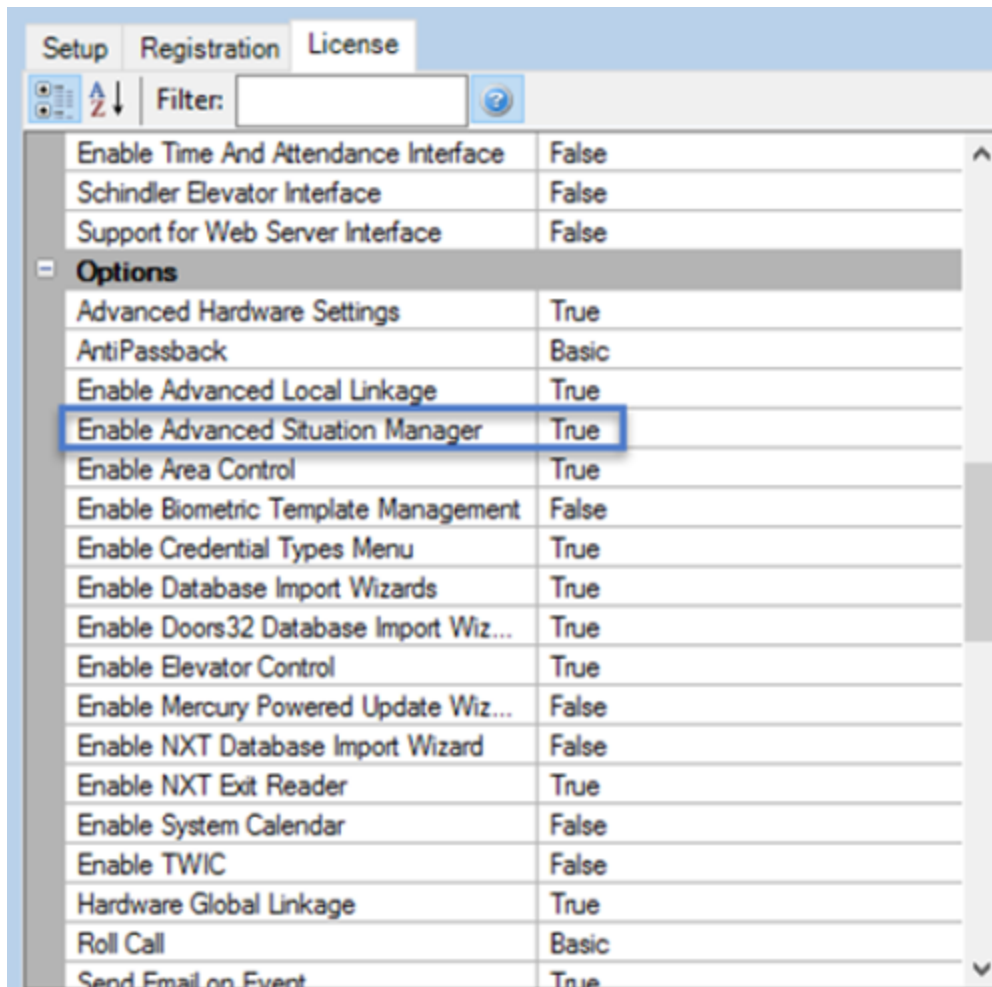 Setup Registration License
Filter:
Enable Time And Attendance Interface False
Schindler Elevator Interface False
Support for Web Server Interface False
Options
Advanced Hardware Settings True
AntiPassback Basic
Enable Advanced Local Linkage True
Enable Advanced Situation Manager True
Enable Area Control True
Enable Biometric Template Management False
Enable Credential Types Menu True
Enable Database Import Wizards True
Enable Doors32 Database Import Wiz... True
Enable Elevator Control True
Enable Mercury Powered Update Wiz... False
Enable NXT Database Import Wizard False
Enable NXT Exit Reader True
Enable System Calendar False
Enable TWIC False
Hardware Global Linkage True
Roll Call Basic
Send Email on Event True